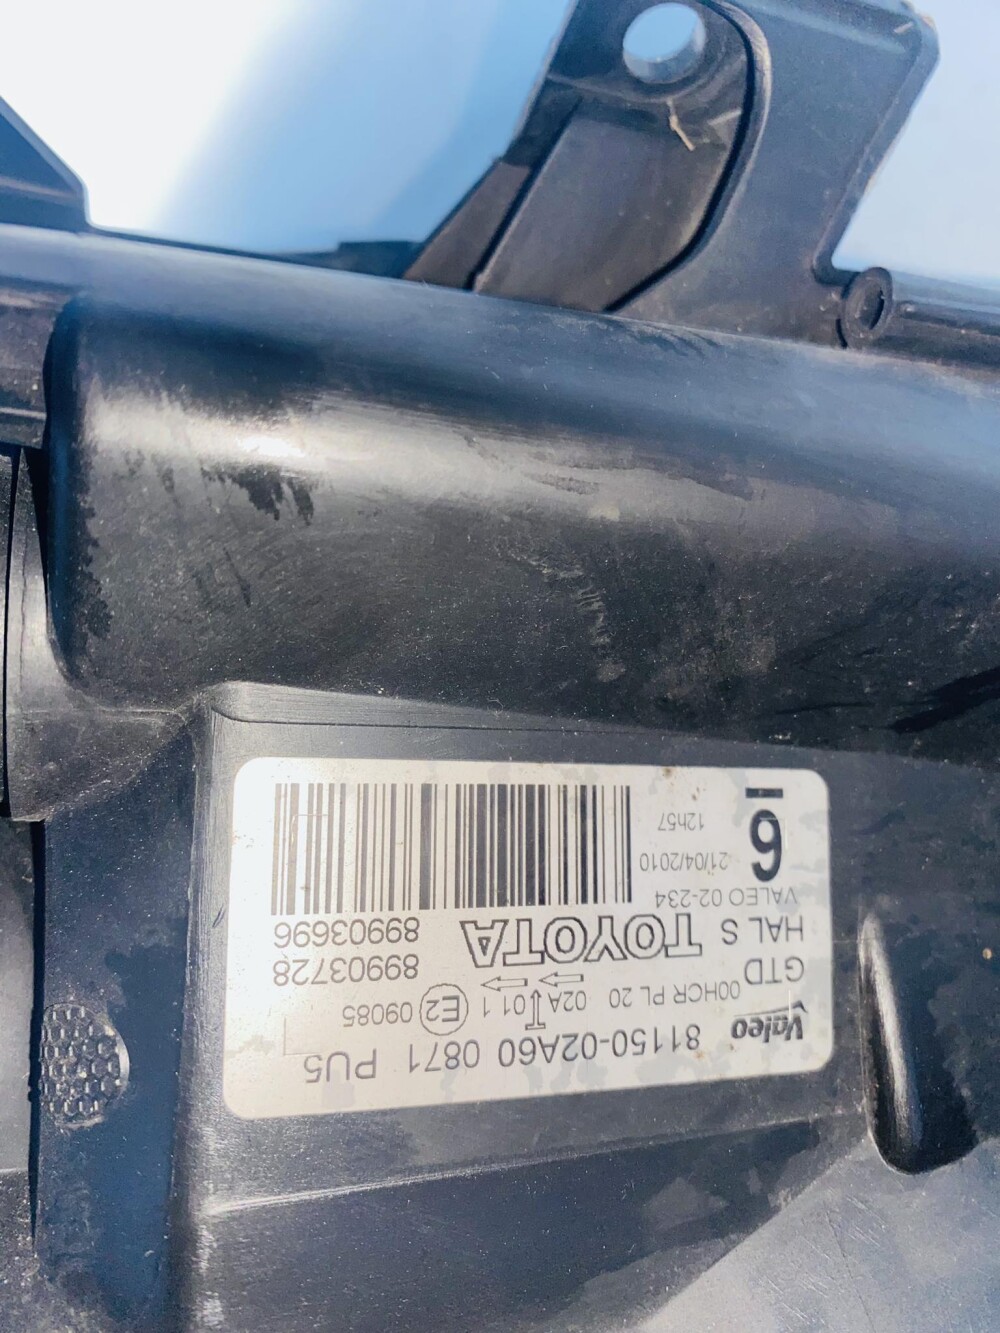 81150-02A60 0871 PU5
Valeo 00HCR PL 20 02A 01 1 E2 09085
GTD
HAL S TOYOTA
89903728
89903696
VALEO 02-234
21/04/2010
12h57
6